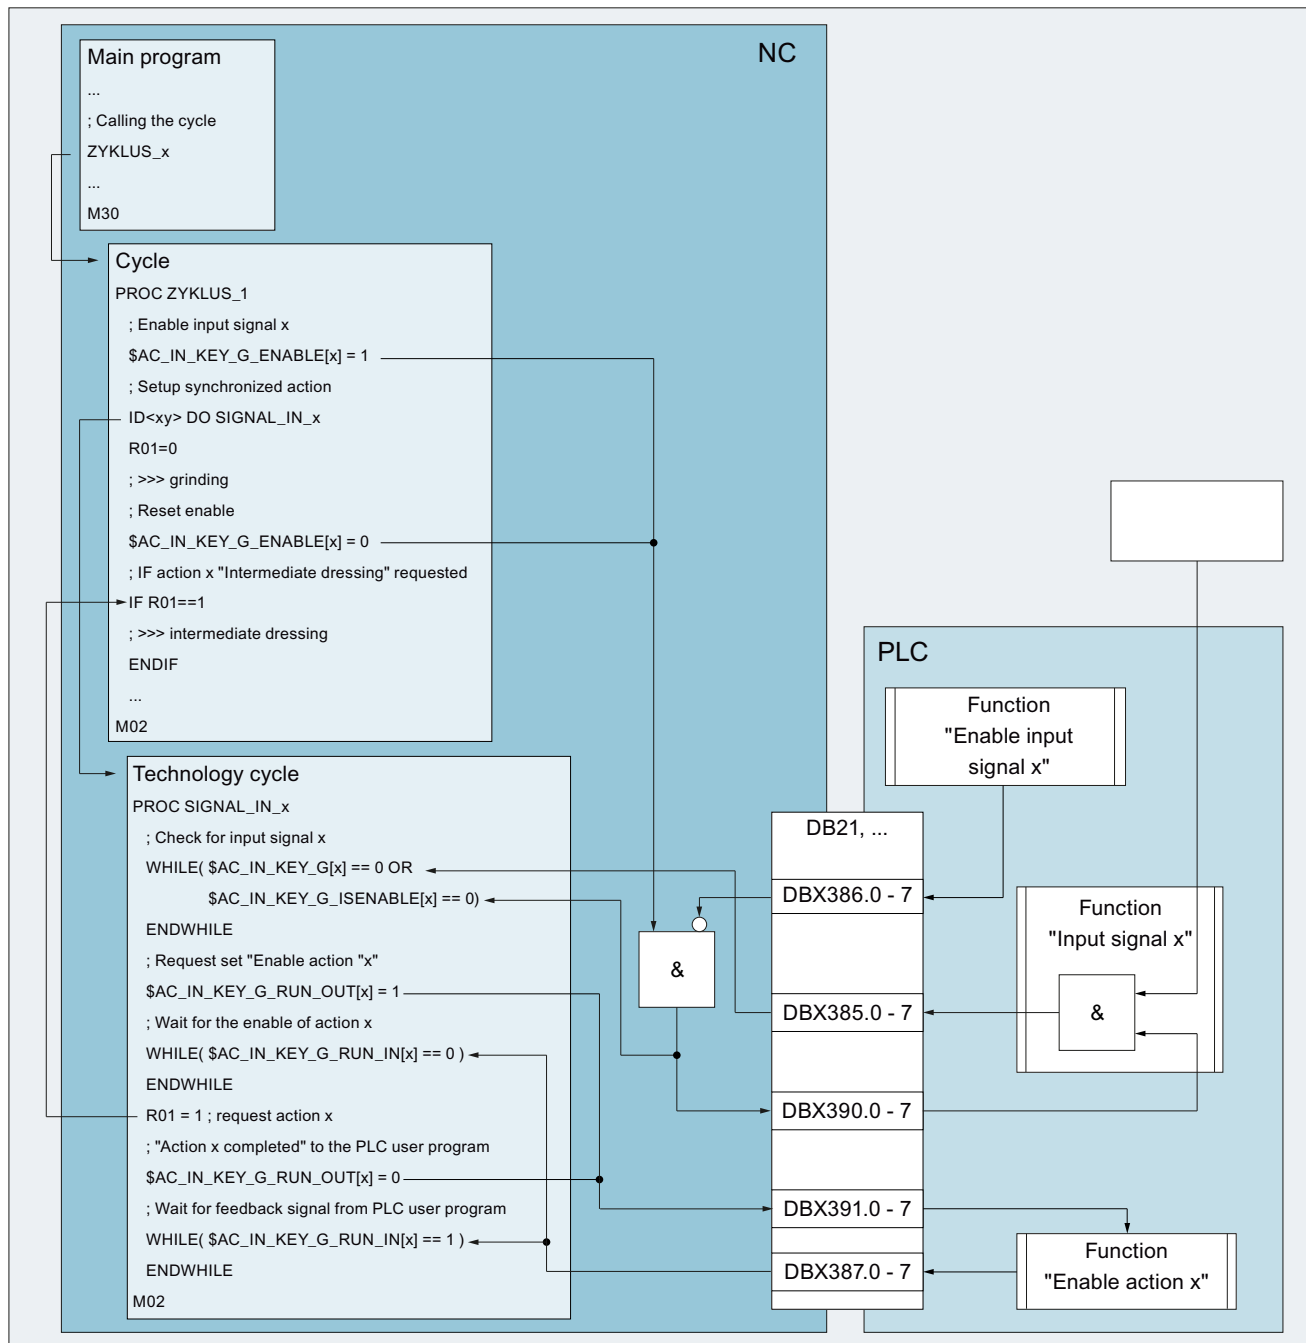 NC
Main program
...
; Calling the cycle
ZYKLUS_x
...
M30
Cycle
PROC ZYKLUS_1
; Enable input signal x
$AC_IN_KEY_G_ENABLE[x] = 1
; Setup synchronized action
ID<xy> DO SIGNAL_IN_x
R01=0
; >>> grinding
; Reset enable
$AC_IN_KEY_G_ENABLE[x] = 0
; IF action x "Intermediate dressing" requested
IF R01==1
; >>> intermediate dressing
ENDIF
...
M02
Technology cycle
PROC SIGNAL_IN_x
; Check for input signal x
WHILE( $AC_IN_KEY_G[x] == 0 OR
$AC_IN_KEY_G_ISENABLE[x] == 0)
ENDWHILE
; Request set "Enable action "x"
$AC_IN_KEY_G_RUN_OUT[x] = 1
; Wait for the enable of action x
WHILE( $AC_IN_KEY_G_RUN_IN[x] == 0 )
ENDWHILE
R01 = 1 ; request action x
; "Action x completed" to the PLC user program
$AC_IN_KEY_G_RUN_OUT[x] = 0
; Wait for feedback signal from PLC user program
WHILE( $AC_IN_KEY_G_RUN_IN[x] == 1 )
ENDWHILE
M02
&
DB21, ...
DBX386.0 - 7
DBX385.0 - 7
DBX390.0 - 7
DBX391.0 - 7
DBX387.0 - 7
PLC
Function
"Enable input
signal x"
Function
"Input signal x"
&
Function
"Enable action x"